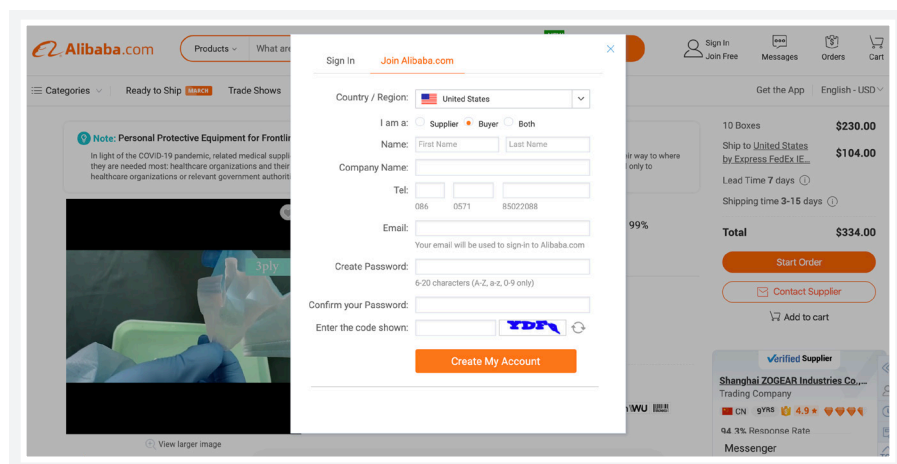 Alibaba.com
Products
What are
Sign In
Join Free
Messages
Orders
Cart
Categories
Ready to Ship
Trade Shows
Get the App
English - USD
Note: Personal Protective Equipment for Frontlin
In light of the COVID-19 pandemic, related medical suppli
they are needed most: healthcare organizations and their
healthcare organizations or relevant government authoriti
ir way to where
only to
3ply
View larger image
99%
Sign In
Join Alibaba.com
Country / Region:
United States
I am a:
Supplier
Buyer
Both
Name:
First Name
Last Name
Company Name:
Tel:
086
0571
85022088
Email:
Your email will be used to sign-in to Alibaba.com
Create Password:
6-20 characters (A-Z, a-z, 0-9 only)
Confirm your Password:
Enter the code shown:
Create My Account
10 Boxes
$230.00
Ship to United States
by Express FedEx IE...
$104.00
Lead Time 7 days
Shipping time 3-15 days
Total
$334.00
Start Order
Contact Supplier
Add to cart
Verified Supplier
Shanghai ZOGEAR Industries Co.,...
Trading Company
CN
9YRS
4.9
94.3% Response Rate
Messenger
WU